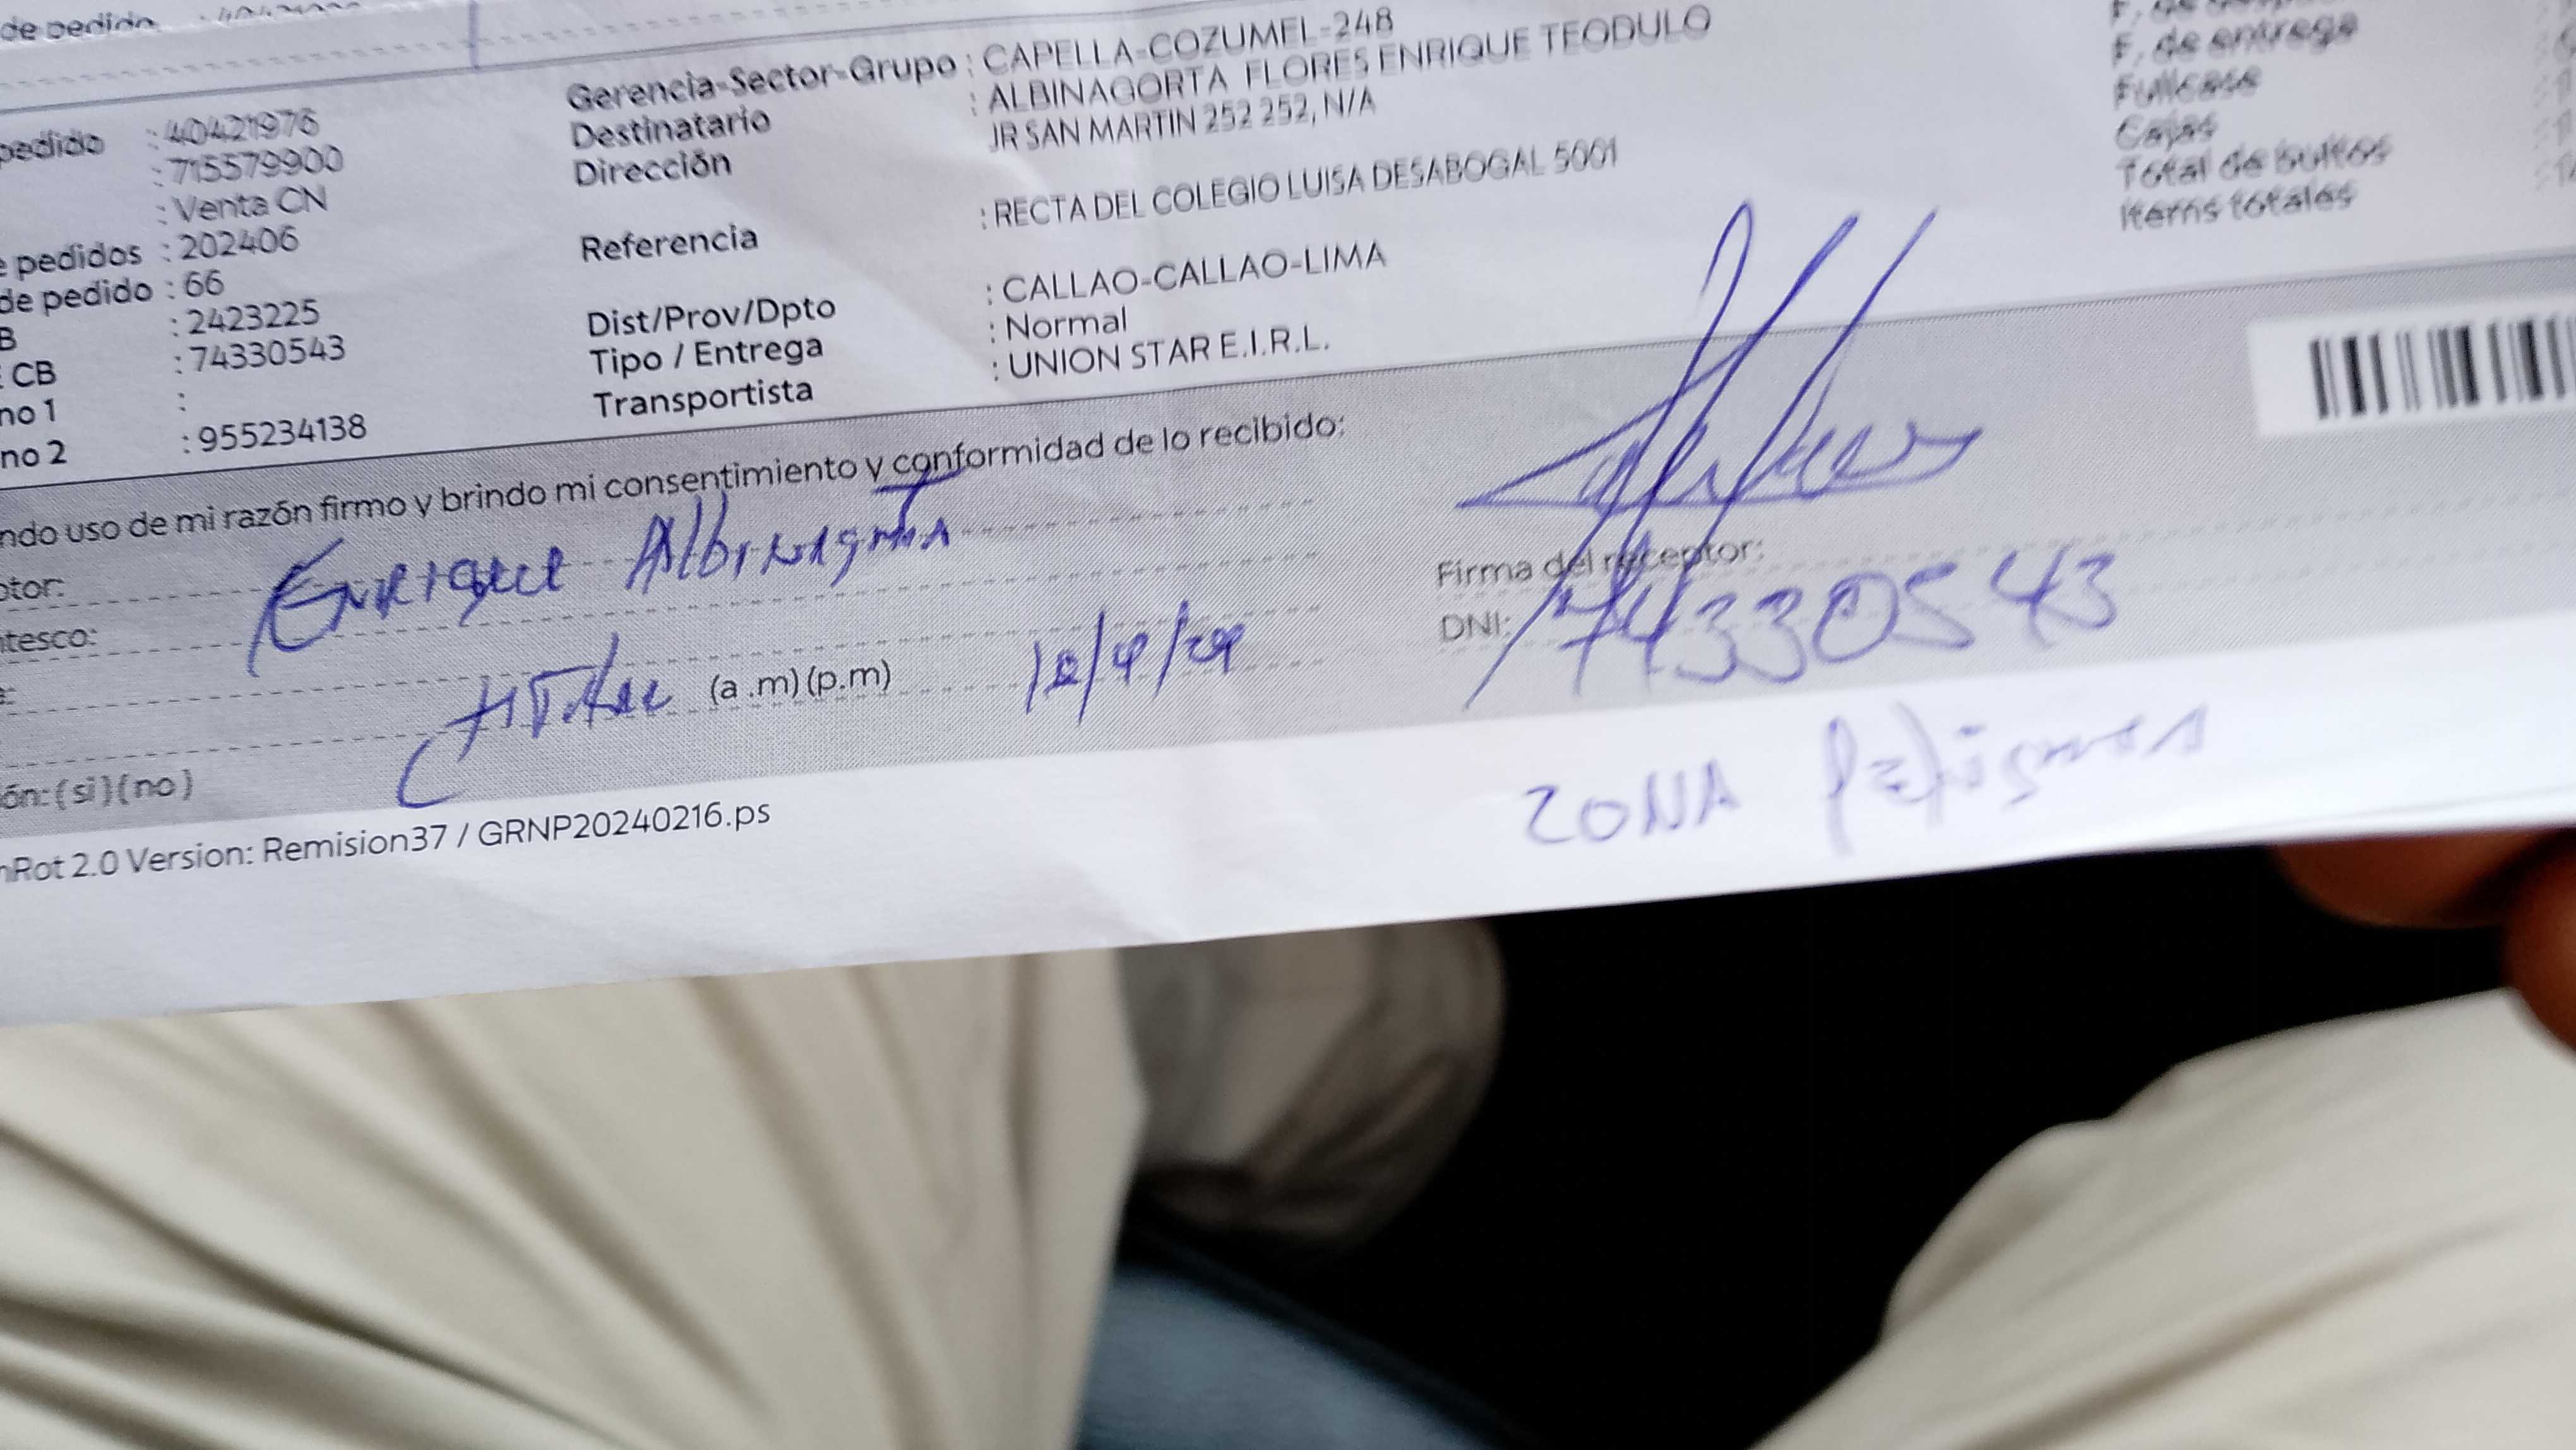 de pedido
pedido : 40421976
: 715579900
: Venta CN
pedidos : 202406
de pedido : 66
B : 2423225
CB : 74330543
no 1 :
no 2 : 955234138
Gerencia-Sector-Grupo : CAPELLA-COZUMEL-248
Destinatario : ALBINAGORTA FLORES ENRIQUE TEODULO
Dirección JR SAN MARTIN 252 252, N/A
Referencia : RECTA DEL COLEGIO LUISA DESABOGAL 5001
Dist/Prov/Dpto : CALLAO-CALLAO-LIMA
Tipo / Entrega : Normal
Transportista : UNION STAR E.I.R.L.
F. de entrega
Fullcase
Cajas
Total de bultos
Items totales
ndo uso de mi razón firmo y brindo mi consentimiento y conformidad de lo recibido:
otor: Enrique Albinagorta
tesco: Titular
(a .m) (p.m)
Firma del receptor:
DNI: 74330543
ón: (si) (no)
ZONA Peligrosa
nRot 2.0 Version: Remision37 / GRNP20240216.ps